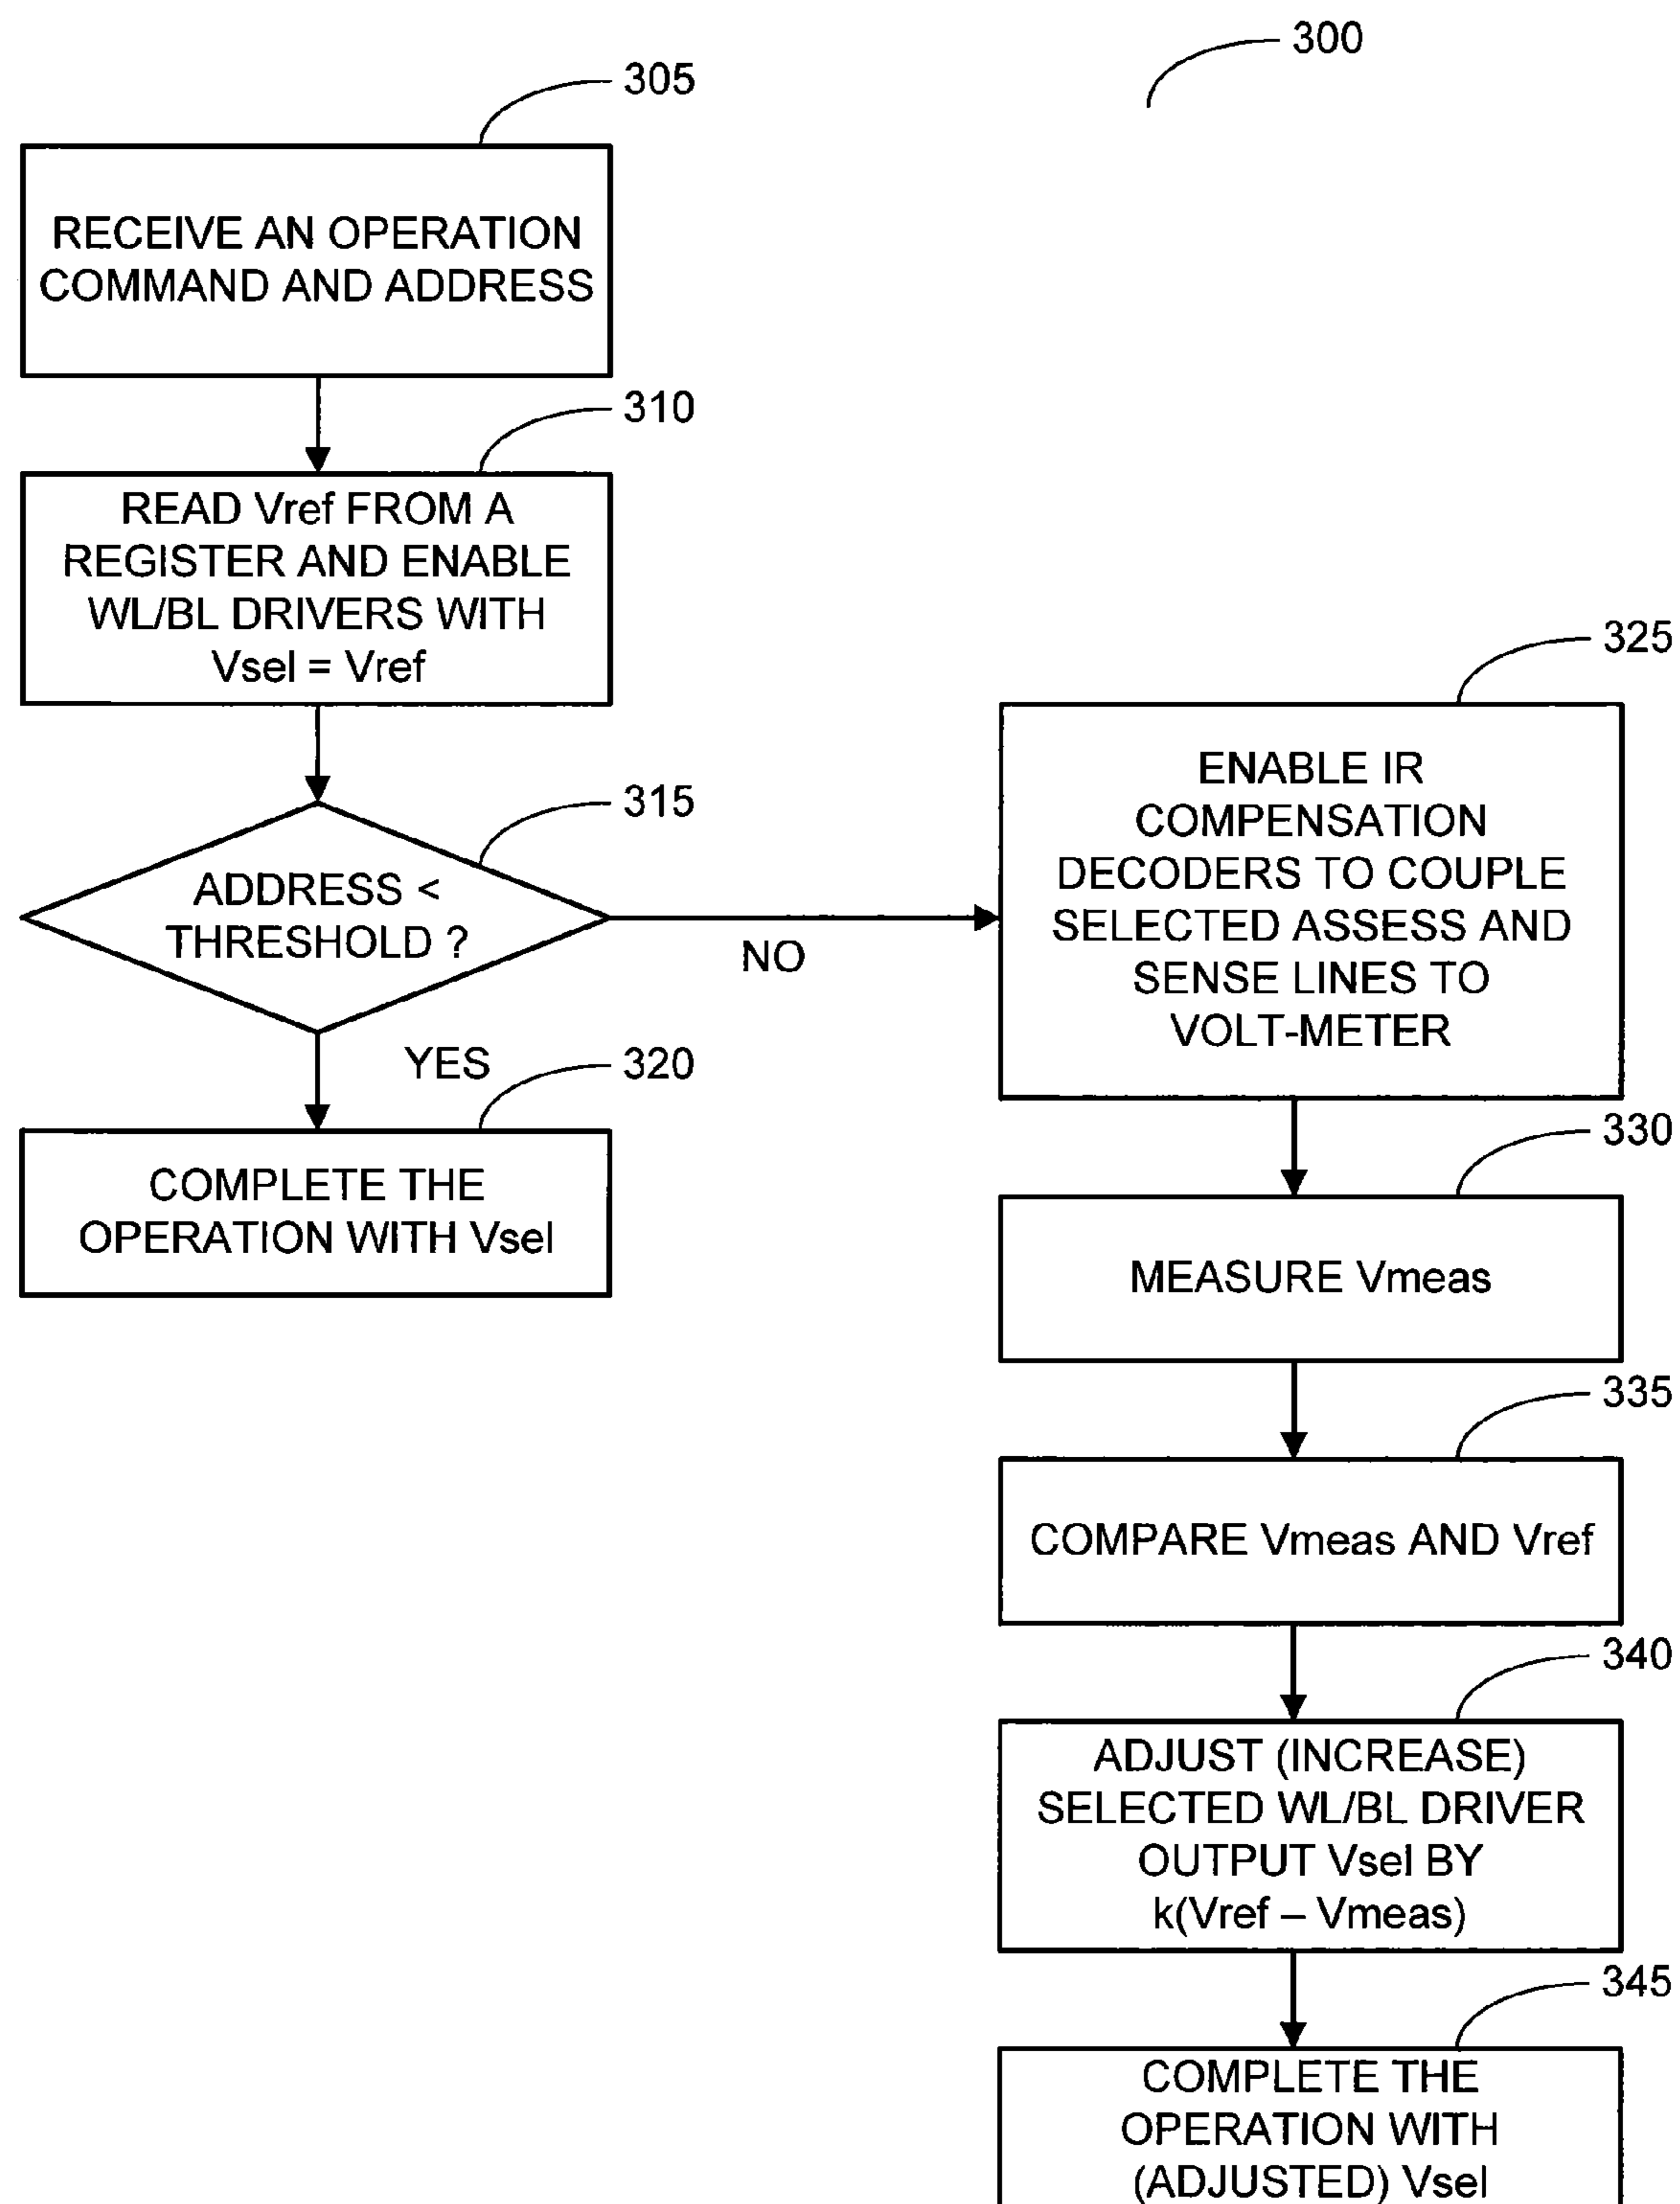 300
305
RECEIVE AN OPERATION
COMMAND AND ADDRESS
310
READ Vref FROM A
REGISTER AND ENABLE
WL/BL DRIVERS WITH
Vsel = Vref
315
ADDRESS <
THRESHOLD ?
NO
YES
320
COMPLETE THE
OPERATION WITH Vsel
325
ENABLE IR
COMPENSATION
DECODERS TO COUPLE
SELECTED ASSESS AND
SENSE LINES TO
VOLT-METER
330
MEASURE Vmeas
335
COMPARE Vmeas AND Vref
340
ADJUST (INCREASE)
SELECTED WL/BL DRIVER
OUTPUT Vsel BY
k(Vref – Vmeas)
345
COMPLETE THE
OPERATION WITH
(ADJUSTED) Vsel